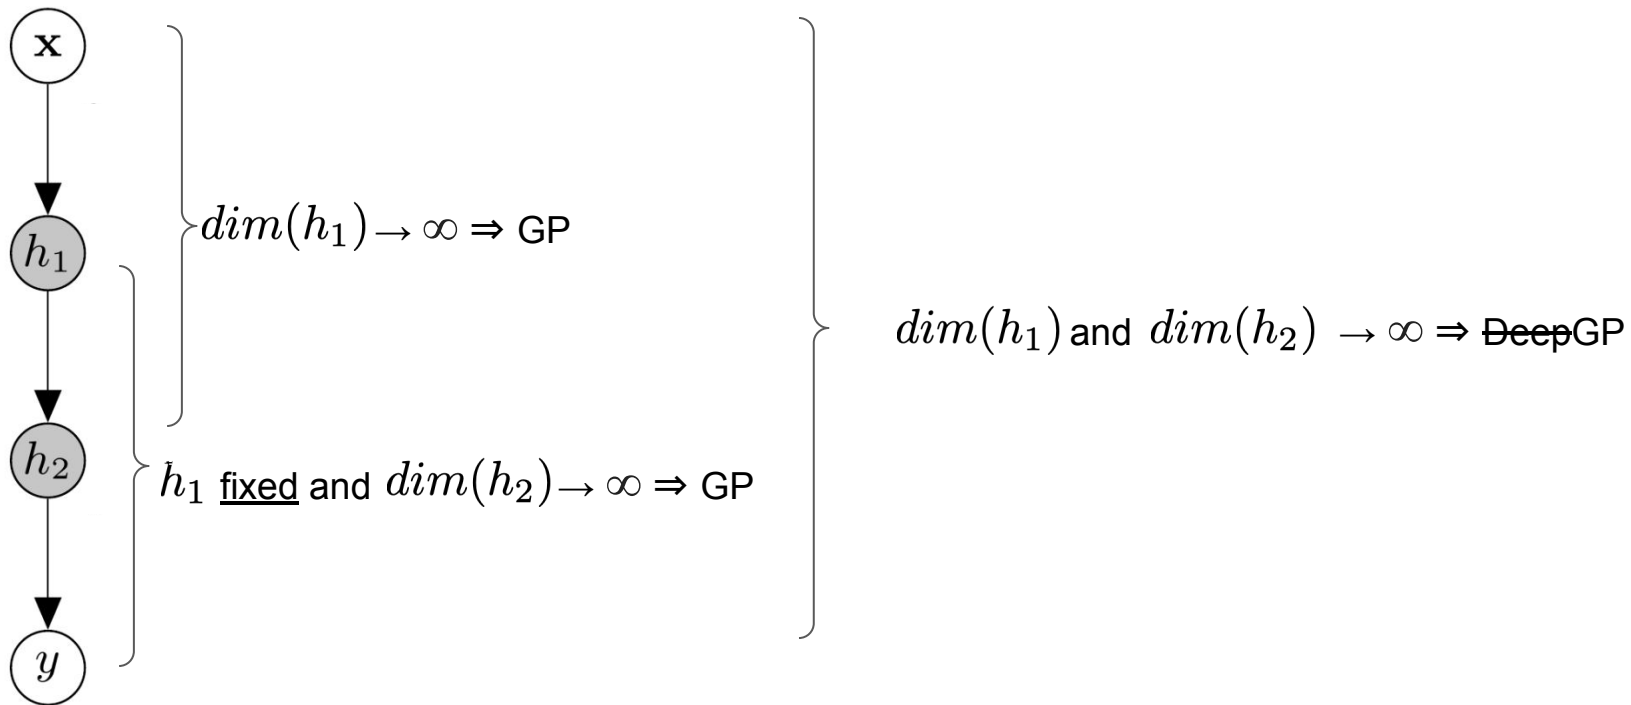 x
h₁
dim(h₁) → ∞ ⇒ GP
dim(h₁) and dim(h₂) → ∞ ⇒ DeepGP
h₂
h₁ fixed and dim(h₂) → ∞ ⇒ GP
y